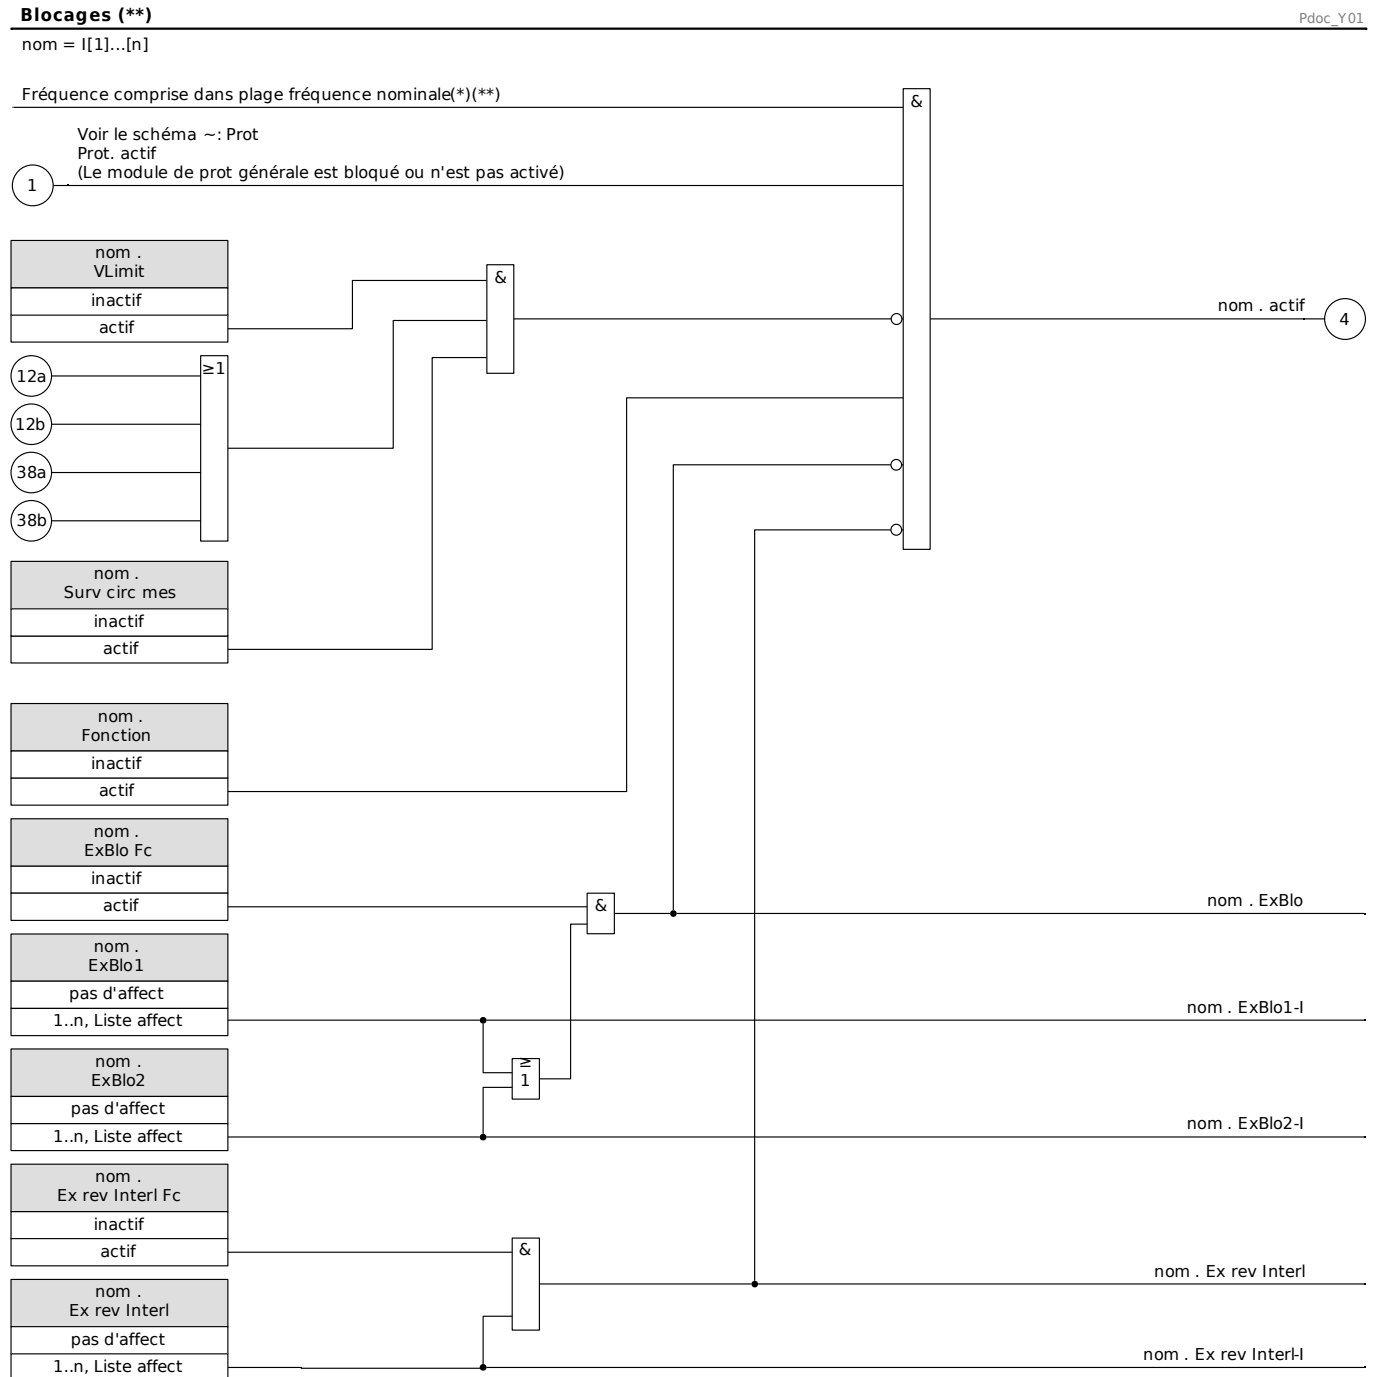 Blocages (**)
Pdoc_Y01
nom = I[1]...[n]
Fréquence comprise dans plage fréquence nominale(*)(**)
&
Voir le schéma ~: Prot
Prot. actif
(Le module de prot générale est bloqué ou n'est pas activé)
1
nom .
VLimit
inactif
actif
&
nom . actif
4
12a
≥1
12b
38a
38b
nom .
Surv circ mes
inactif
actif
nom .
Fonction
inactif
actif
nom .
ExBlo Fc
inactif
actif
&
nom . ExBlo
nom .
ExBlo1
pas d'affect
1..n, Liste affect
nom . ExBlo1-I
nom .
ExBlo2
pas d'affect
1..n, Liste affect
≥
1
nom . ExBlo2-I
nom .
Ex rev Interl Fc
inactif
actif
&
nom . Ex rev Interl
nom .
Ex rev Interl
pas d'affect
1..n, Liste affect
nom . Ex rev Interl-I